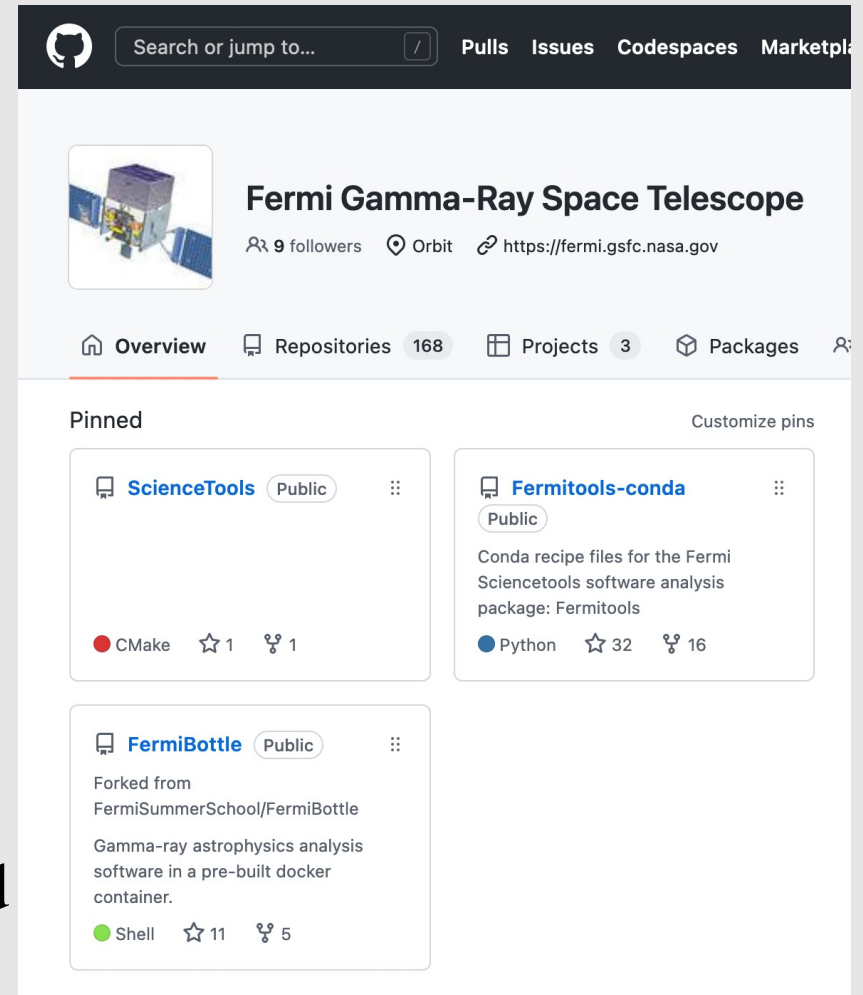 Search or jump to... / Pulls Issues Codespaces
Fermi Gamma-Ray Space Telescope
9 followers Orbit https://fermi.gsfc.nasa.gov
Overview Repositories 168 Projects 3 Packages
Pinned Customize pins
ScienceTools Public
CMake 1 1
Fermitools-conda
Public
Conda recipe files for the Fermi
Sciencetools software analysis
package: Fermitools
Python 32 16
FermiBottle Public
Forked from
FermiSummerSchool/FermiBottle
Gamma-ray astrophysics analysis
software in a pre-built docker
container.
Shell 11 5